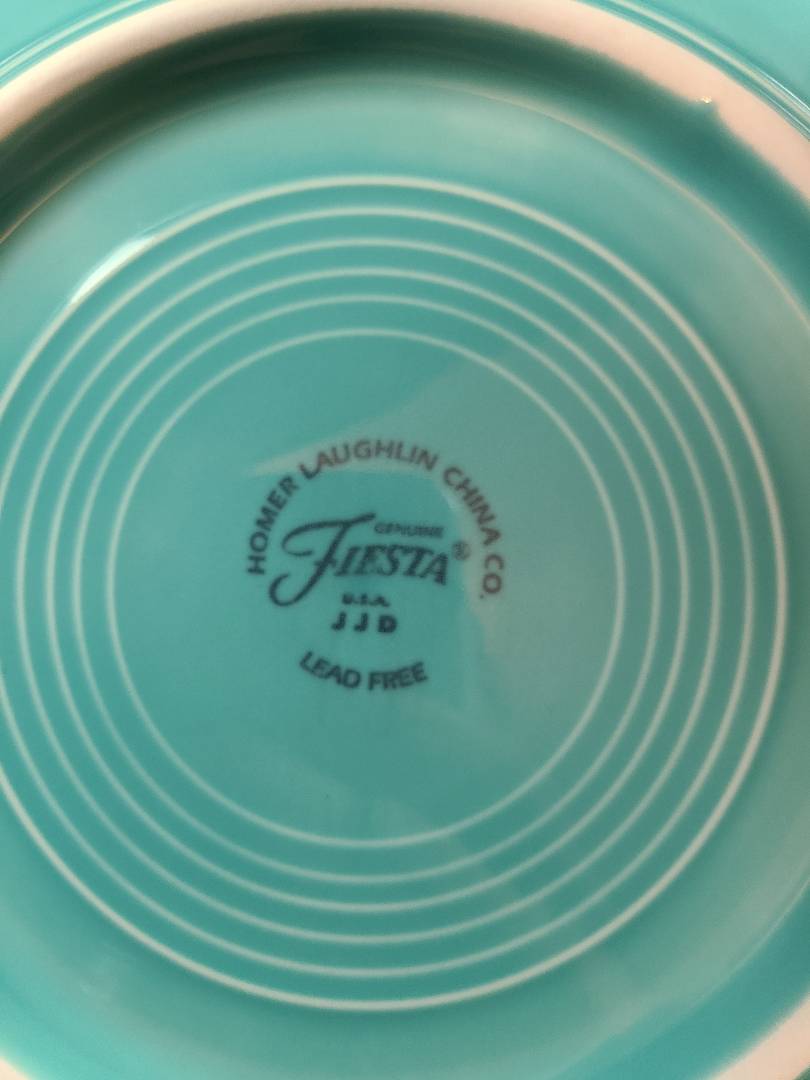 HOMER LAUGHLIN CHINA CO.
GENUINE
FIESTA®
U.S.A.
JJD
LEAD FREE